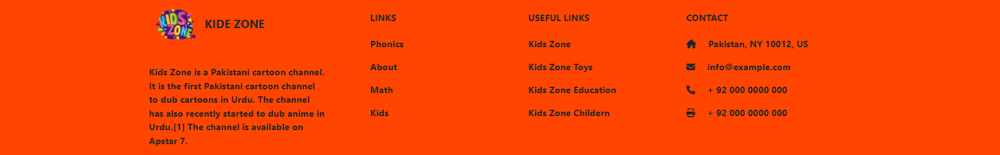 KIDS ZONE
KIDE ZONE
Kids Zone is a Pakistani cartoon channel.
It is the first Pakistani cartoon channel
to dub cartoons in Urdu. The channel
has also recently started to dub anime in
Urdu.[1] The channel is available on
Apstar 7.
LINKS
Phonics
About
Math
Kids
USEFUL LINKS
Kids Zone
Kids Zone Toys
Kids Zone Education
Kids Zone Childern
CONTACT
Pakistan, NY 10012, US
info@example.com
+ 92 000 0000 000
+ 92 000 0000 000